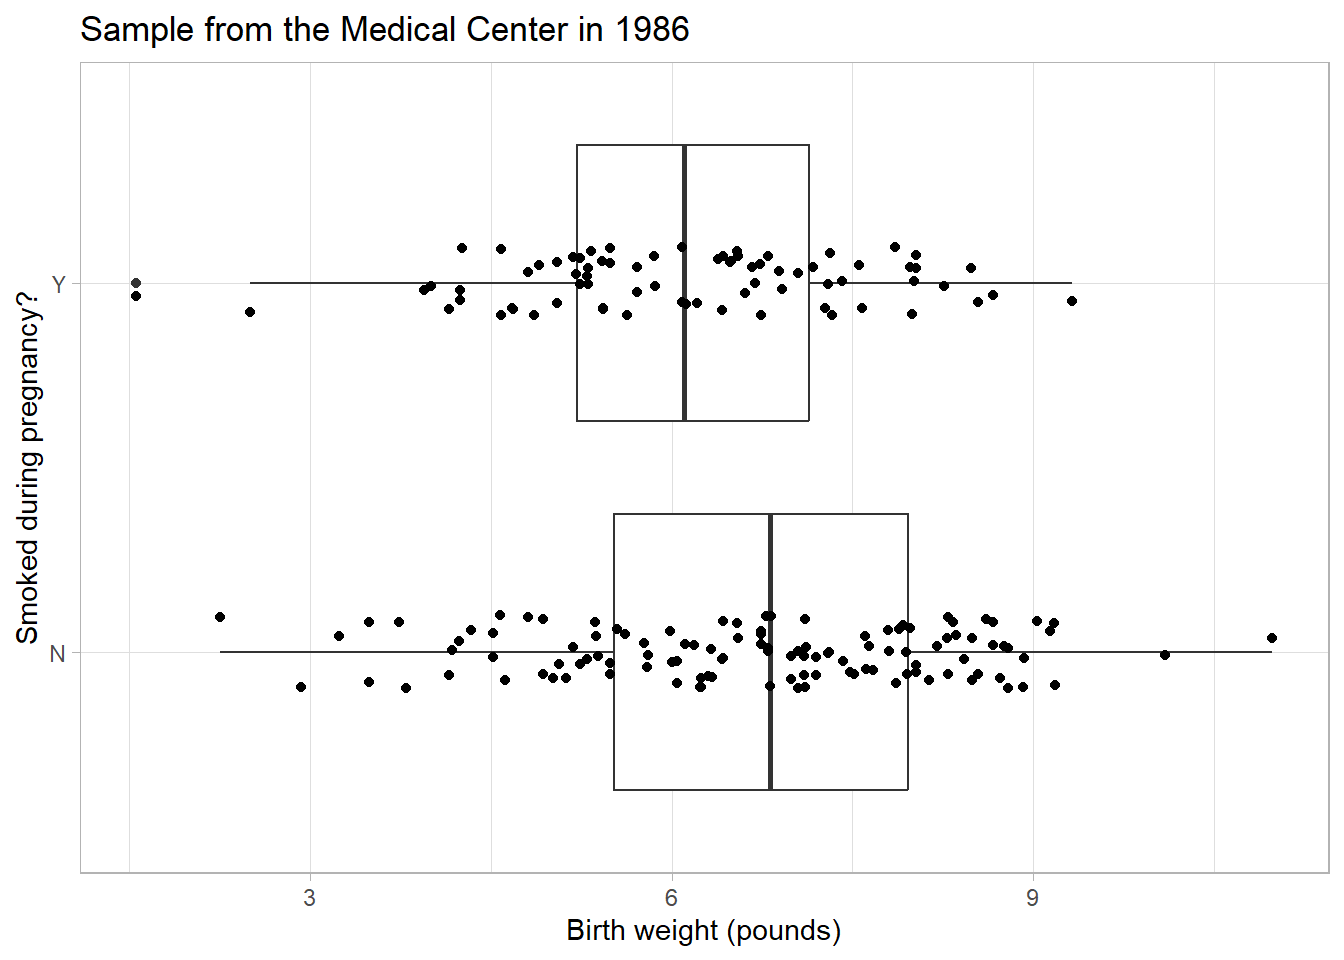 Sample from the Medical Center in 1986
Smoked during pregnancy?
Y
N
3 6 9
Birth weight (pounds)